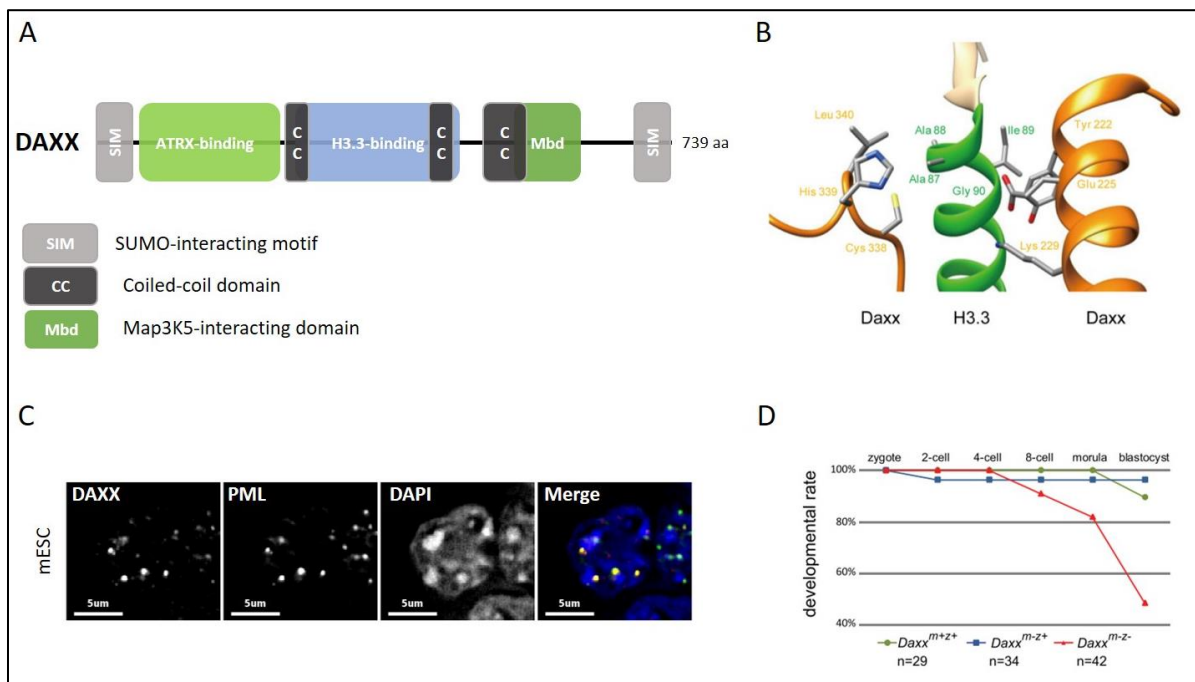 A
DAXX
SIM
ATRX-binding
CC
H3.3-binding
CC
CC
Mbd
SIM
739 aa
SIM
SUMO-interacting motif
CC
Coiled-coil domain
Mbd
Map3K5-interacting domain
B
Leu 340
Ala 88
Ile 89
Tyr 222
Ala 87
Glu 225
His 339
Gly 90
Cys 338
Lys 229
Daxx
H3.3
Daxx
C
mESC
DAXX
PML
DAPI
Merge
5um
5um
5um
5um
D
zygote 2-cell 4-cell 8-cell morula blastocyst
100%
80%
60%
40%
developmental rate
Daxx m+z+ Daxx m-z+ Daxx m-z-
n=29 n=34 n=42